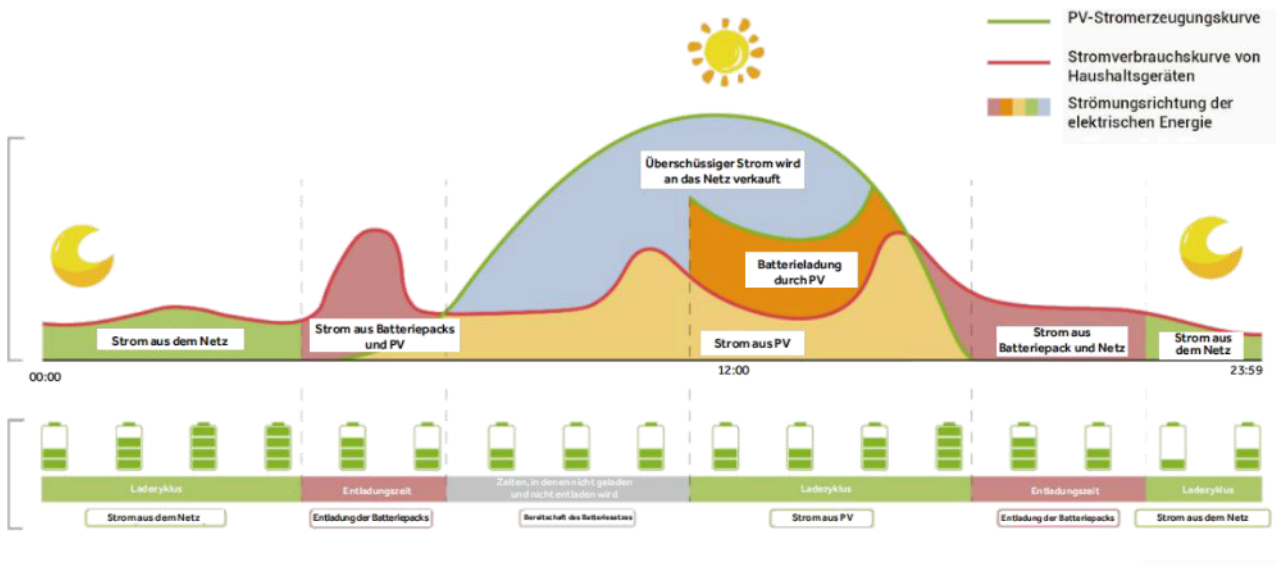 PV-Stromerzeugungskurve
Stromverbrauchskurve von
Haushaltsgeräten
Strömungsrichtung der
elektrischen Energie
Überschüssiger Strom wird
an das Netz verkauft
Batterieladung
durch PV
Strom aus dem Netz
Strom aus Batteriepacks
und PV
Strom aus PV
Strom aus
Batteriepack und Netz
Strom aus
dem Netz
00:00
12:00
23:59
Ladezyklus
Entladungszeit
Zeiten, in denen nicht geladen
und nicht entladen wird
Ladezyklus
Entladungszeit
Ladezyklus
Strom aus dem Netz
Entladung der Batteriepacks
Bereitschaft des Batteriesatzes
Strom aus PV
Entladung der Batteriepacks
Strom aus dem Netz